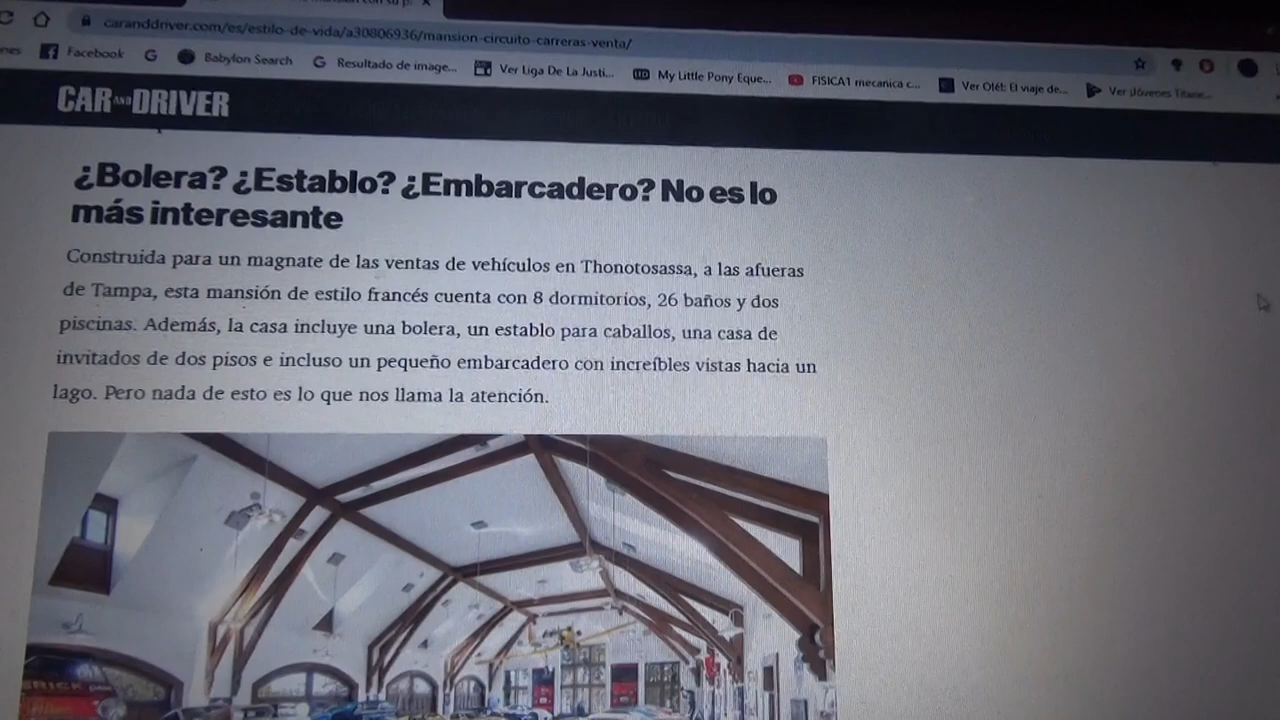 caranddriver.com/es/estilo-de-vida/a30806936/mansion-circuito-carreras-venta/
Facebook
G
Babylon Search
G Resultado de image...
Ver Liga De La Justi...
My Little Pony Eque...
FISICA1 mecanica c...
Ver Olé!: El viaje de...
Ver ¡Jóvenes Titane...
CAR AND DRIVER
¿Bolera? ¿Establo? ¿Embarcadero? No es lo
más interesante
Construida para un magnate de las ventas de vehículos en Thonotosassa, a las afueras
de Tampa, esta mansión de estilo francés cuenta con 8 dormitorios, 26 baños y dos
piscinas. Además, la casa incluye una bolera, un establo para caballos, una casa de
invitados de dos pisos e incluso un pequeño embarcadero con increíbles vistas hacia un
lago. Pero nada de esto es lo que nos llama la atención.